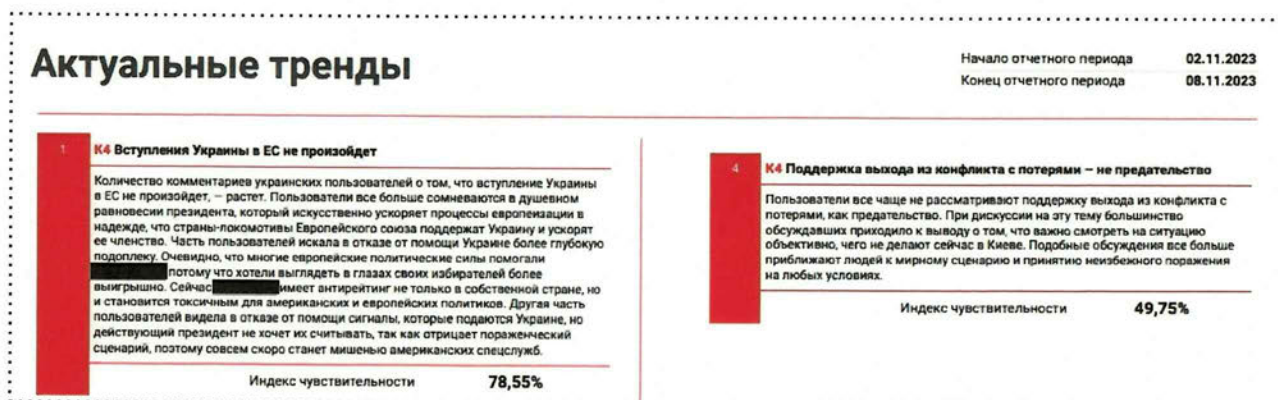 Актуальные тренды
Начало отчетного периода 02.11.2023
Конец отчетного периода 08.11.2023
1 К4 Вступления Украины в ЕС не произойдет
Количество комментариев украинских пользователей о том, что вступление Украины
в ЕС не произойдет, – растет. Пользователи все больше сомневаются в душевном
равновесии президента, который искусственно ускоряет процессы европеизации в
надежде, что страны-локомотивы Европейского союза поддержат Украину и ускорят
ее членство. Часть пользователей искала в отказе от помощи Украине более глубокую
подоплеку. Очевидно, что многие европейские политические силы помогали
потому что хотели выглядеть в глазах своих избирателей более
выигрышно. Сейчас имеет антирейтинг не только в собственной стране, но
и становится токсичным для американских и европейских политиков. Другая часть
пользователей видела в отказе от помощи сигналы, которые подаются Украине, но
действующий президент не хочет их считывать, так как отрицает пораженческий
сценарий, поэтому совсем скоро станет мишенью американских спецслужб.
Индекс чувствительности 78,55%
4 К4 Поддержка выхода из конфликта с потерями – не предательство
Пользователи все чаще не рассматривают поддержку выхода из конфликта с
потерями, как предательство. При дискуссии на эту тему большинство
обсуждавших приходило к выводу о том, что важно смотреть на ситуацию
объективно, чего не делают сейчас в Киеве. Подобные обсуждения все больше
приближают людей к мирному сценарию и принятию неизбежного поражения
на любых условиях.
Индекс чувствительности 49,75%